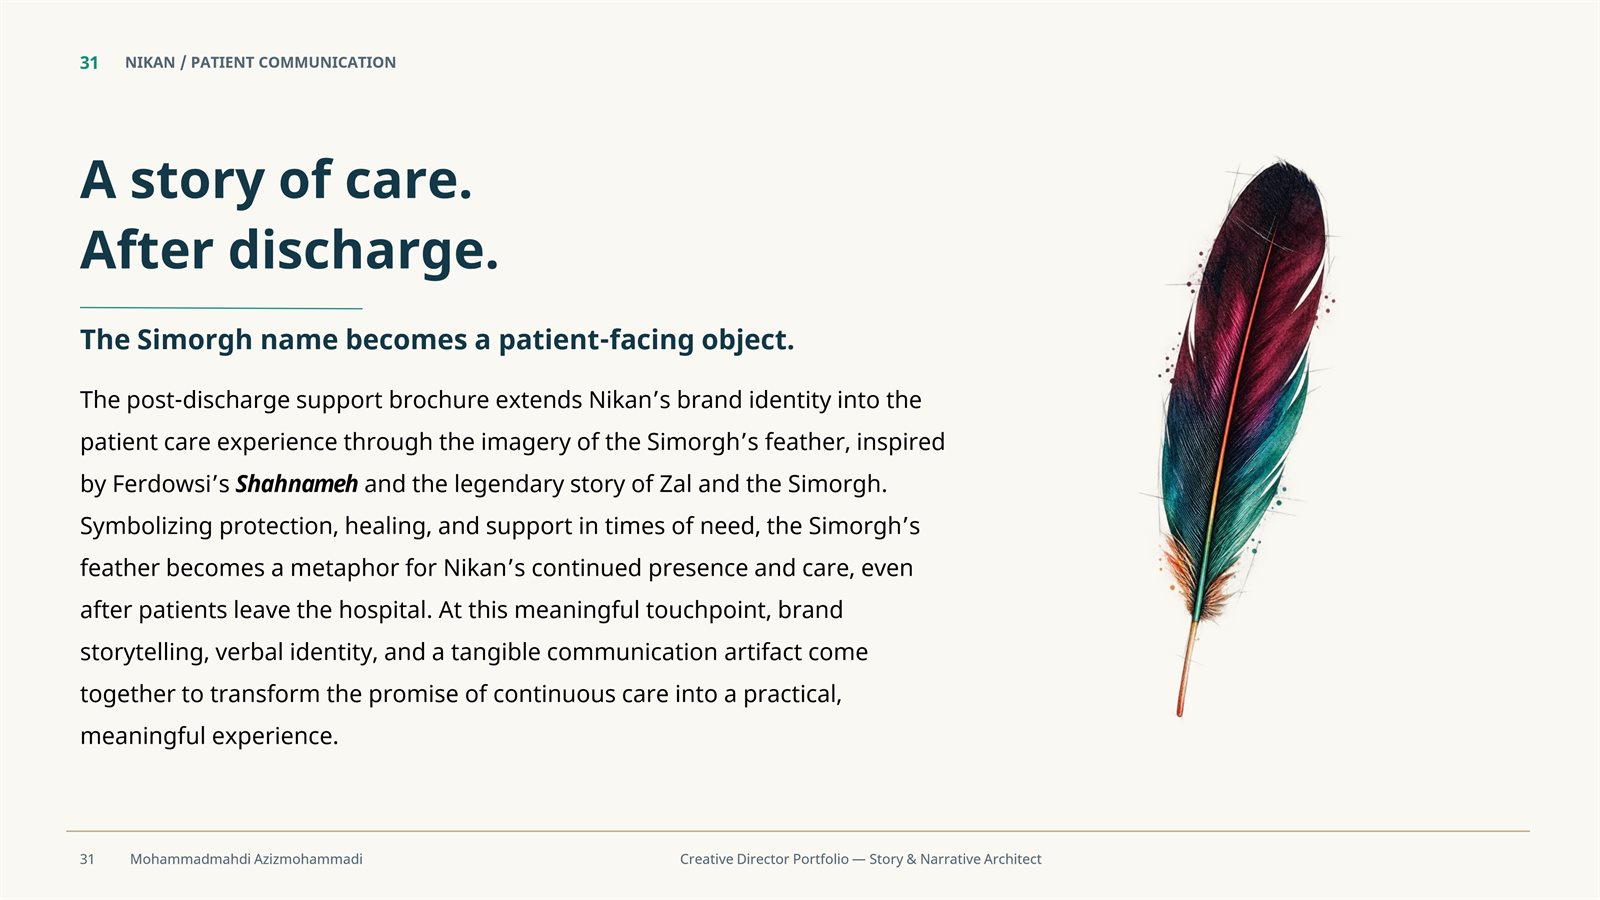 31 NIKAN / PATIENT COMMUNICATION
A story of care.
After discharge.
The Simorgh name becomes a patient-facing object.
The post-discharge support brochure extends Nikan’s brand identity into the
patient care experience through the imagery of the Simorgh’s feather, inspired
by Ferdowsi’s Shahnameh and the legendary story of Zal and the Simorgh.
Symbolizing protection, healing, and support in times of need, the Simorgh’s
feather becomes a metaphor for Nikan’s continued presence and care, even
after patients leave the hospital. At this meaningful touchpoint, brand
storytelling, verbal identity, and a tangible communication artifact come
together to transform the promise of continuous care into a practical,
meaningful experience.
31 Mohammadmahdi Azizmohammadi Creative Director Portfolio — Story & Narrative Architect